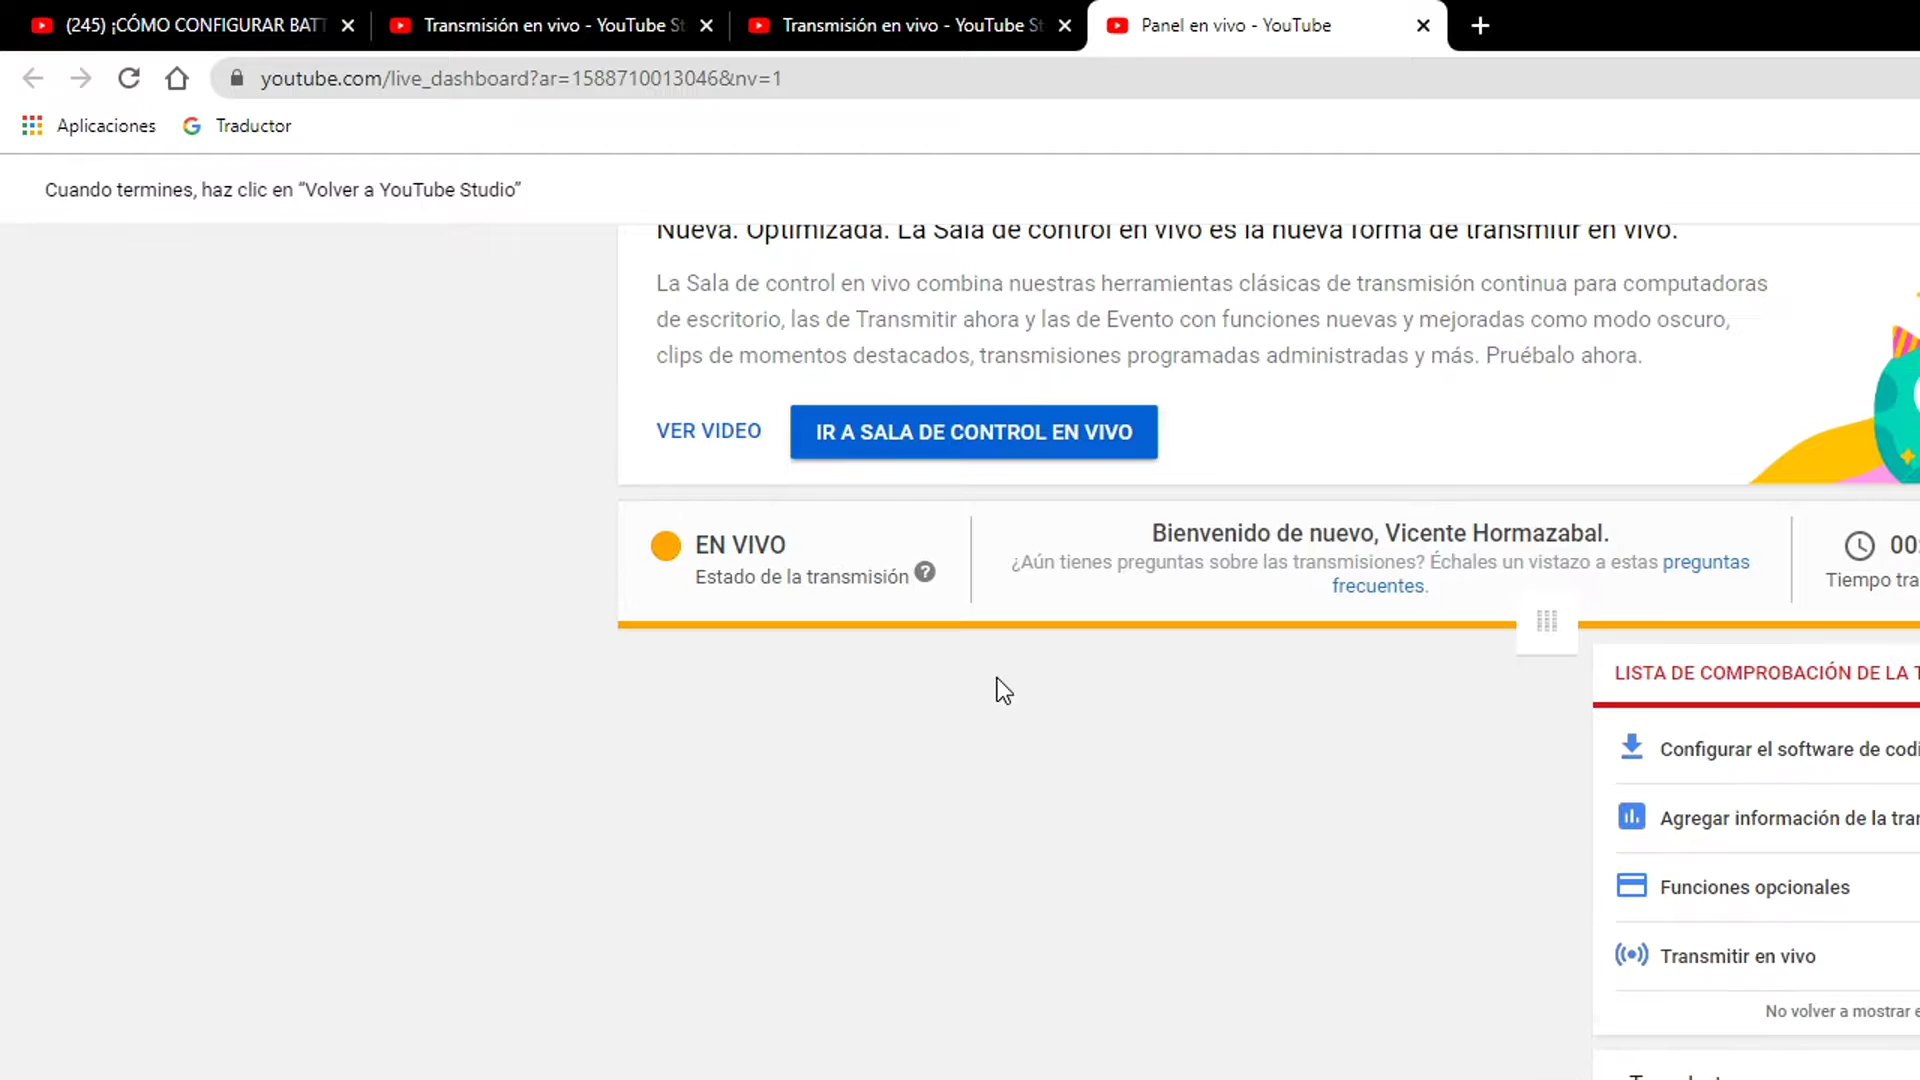 (245) ¡CÓMO CONFIGURAR BATT
Transmisión en vivo - YouTube St
Transmisión en vivo - YouTube St
Panel en vivo - YouTube
youtube.com/live_dashboard?ar=1588710013046&nv=1
Aplicaciones
Traductor
Cuando termines, haz clic en “Volver a YouTube Studio”
Nueva. Optimizada. La Sala de control en vivo es la nueva forma de transmitir en vivo.
La Sala de control en vivo combina nuestras herramientas clásicas de transmisión continua para computadoras
de escritorio, las de Transmitir ahora y las de Evento con funciones nuevas y mejoradas como modo oscuro,
clips de momentos destacados, transmisiones programadas administradas y más. Pruébalo ahora.
VER VIDEO
IR A SALA DE CONTROL EN VIVO
EN VIVO
Estado de la transmisión ?
Bienvenido de nuevo, Vicente Hormazabal.
¿Aún tienes preguntas sobre las transmisiones? Échales un vistazo a estas preguntas
frecuentes.
00:
Tiempo tra
LISTA DE COMPROBACIÓN DE LA T
Configurar el software de codi
Agregar información de la tran
Funciones opcionales
Transmitir en vivo
No volver a mostrar e